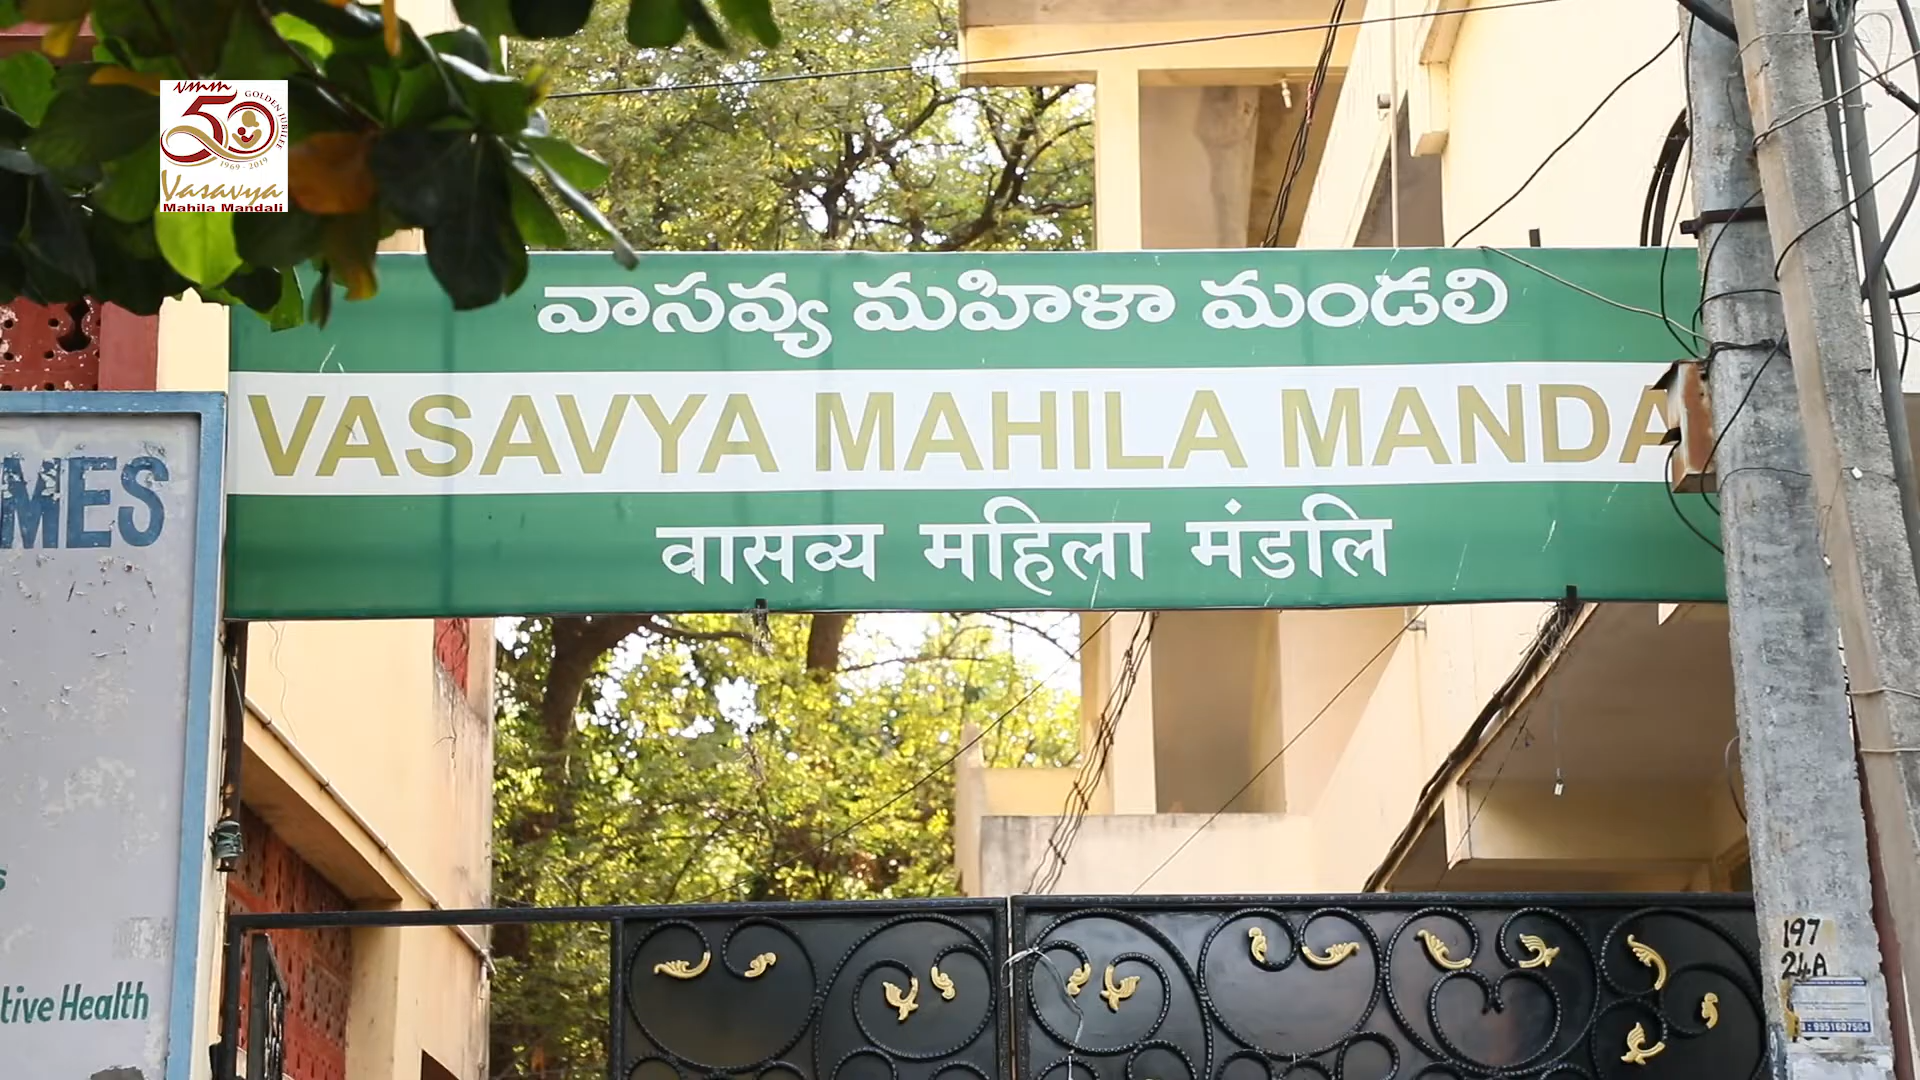 vmm
50
GOLDEN JUBILEE
1969 - 2019
Vasavya
Mahila Mandali
వాసవ్య మహిళా మండలి
VASAVYA MAHILA MANDA
वासव्य महिला मंडलि
MES
s
tive Health
197
24A
: 9951607504